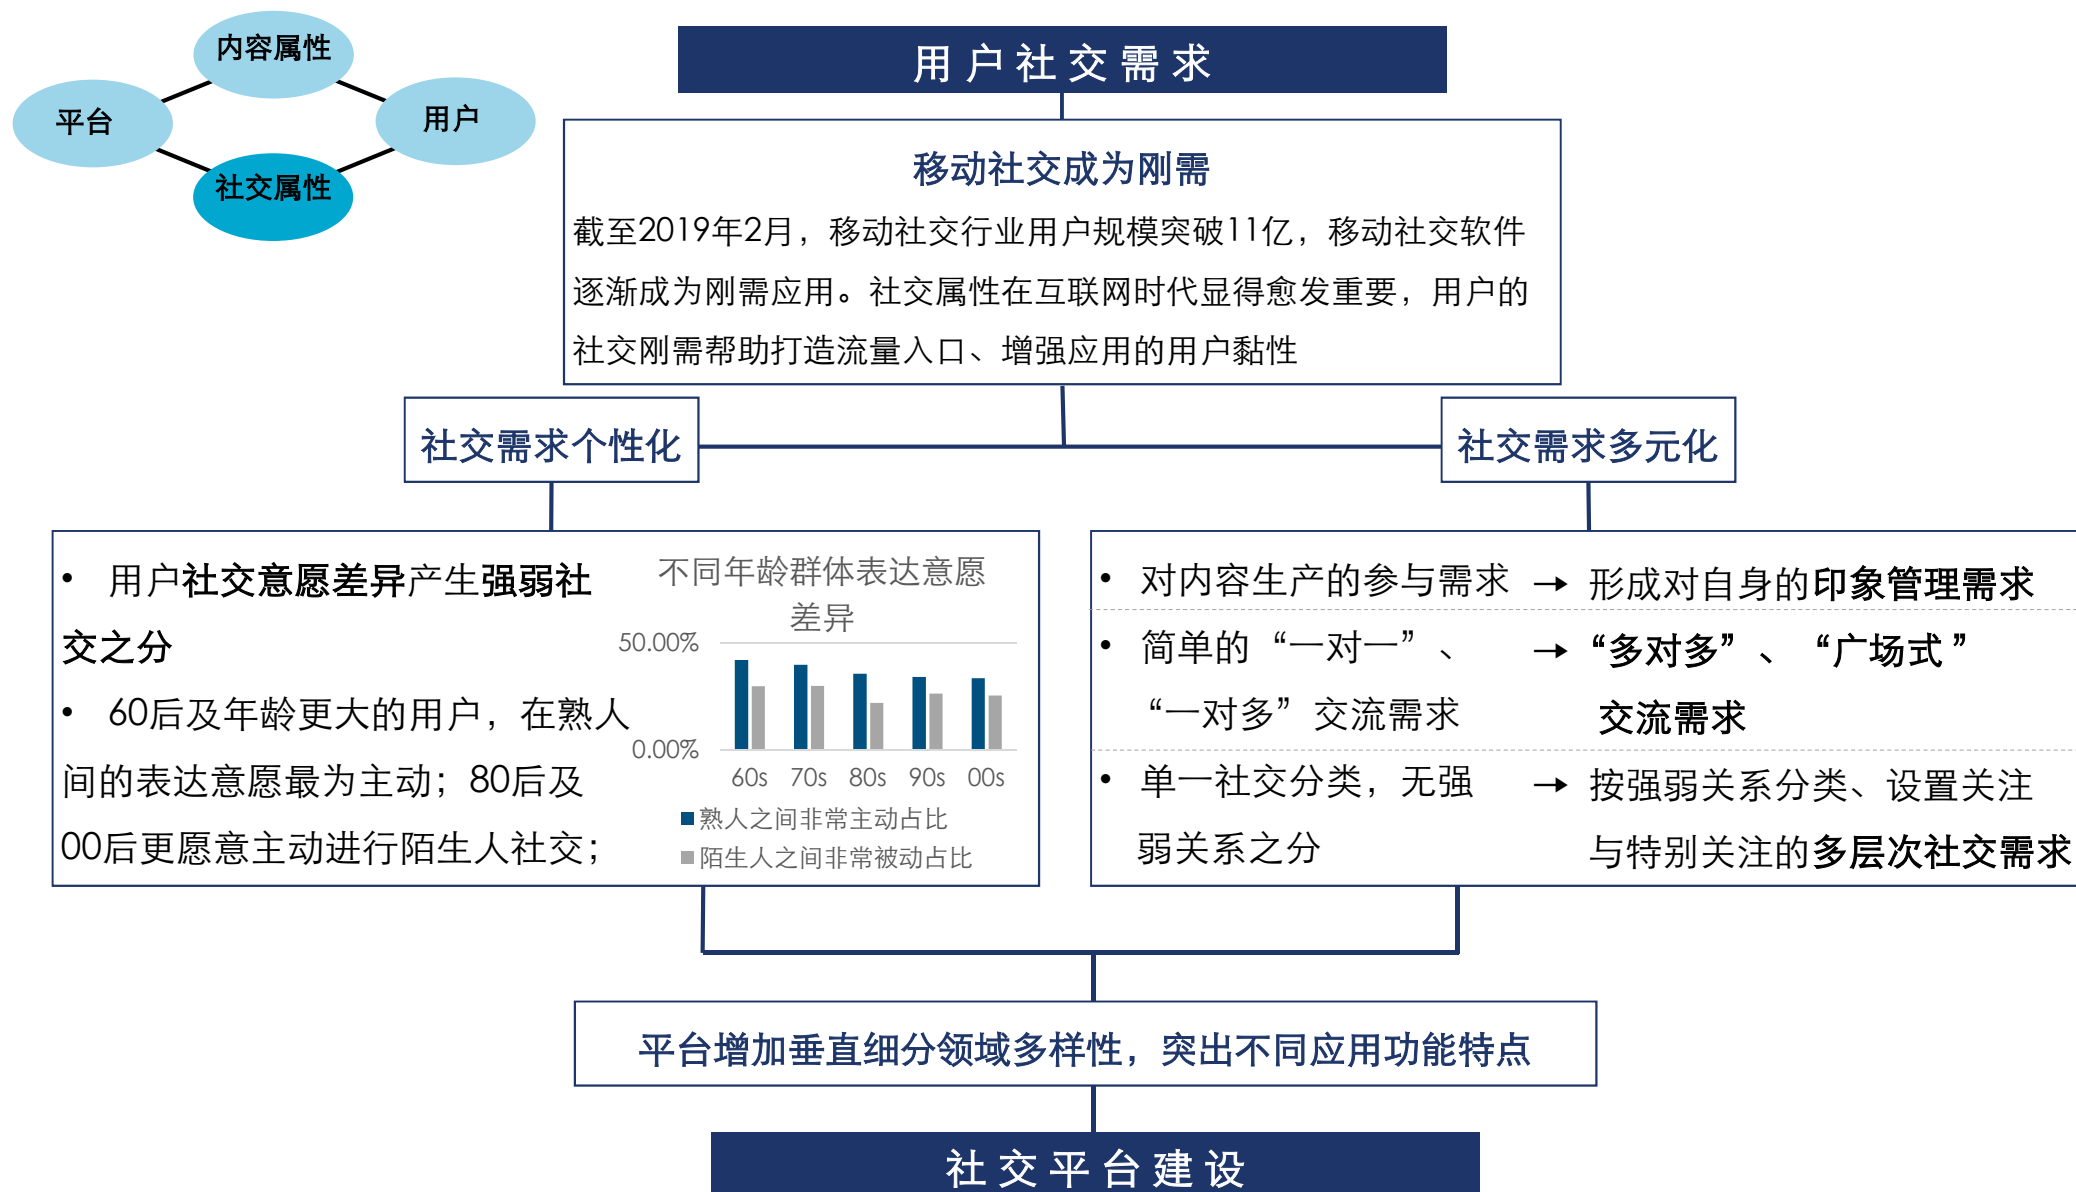 内容属性
平台
用户
社交属性
用户社交需求
移动社交成为刚需
截至2019年2月，移动社交行业用户规模突破11亿，移动社交软件
逐渐成为刚需应用。社交属性在互联网时代显得愈发重要，用户的
社交刚需帮助打造流量入口、增强应用的用户黏性
社交需求个性化
社交需求多元化
• 用户社交意愿差异产生强弱社
交之分
• 60后及年龄更大的用户，在熟人
间的表达意愿最为主动；80后及
00后更愿意主动进行陌生人社交；
不同年龄群体表达意愿
差异
50.00%
0.00%
60s 70s 80s 90s 00s
熟人之间非常主动占比
陌生人之间非常被动占比
• 对内容生产的参与需求 → 形成对自身的印象管理需求
• 简单的“一对一”、 → “多对多”、“广场式”
“一对多”交流需求 交流需求
• 单一社交分类，无强 → 按强弱关系分类、设置关注
弱关系之分 与特别关注的多层次社交需求
平台增加垂直细分领域多样性，突出不同应用功能特点
社交平台建设